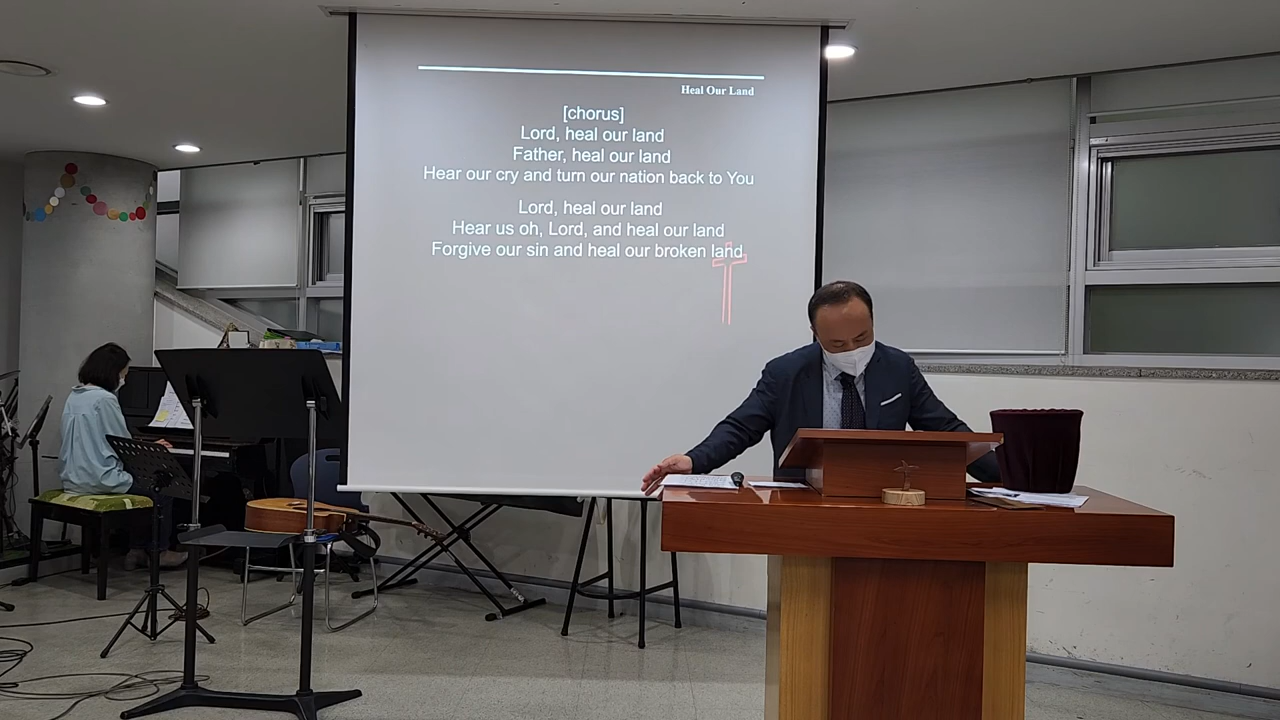 Heal Our Land
[chorus]
Lord, heal our land
Father, heal our land
Hear our cry and turn our nation back to You
Lord, heal our land
Hear us oh, Lord, and heal our land
Forgive our sin and heal our broken land